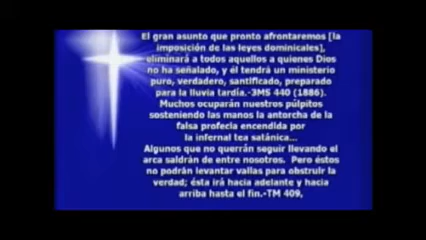 El gran asunto que pronto afrontaremos [la
imposición de las leyes dominicales],
eliminará a todos aquellos a quienes Dios
no ha señalado, y él tendrá un ministerio
puro, verdadero, santificado, preparado
para la lluvia tardía.-3MS 440 (1886).
Muchos ocuparán nuestros púlpitos
sosteniendo las manos la antorcha de la
falsa profecía encendida por
la infernal tea satánica...
Algunos que no querrán seguir llevando el
arca saldrán de entre nosotros. Pero éstos
no podrán levantar vallas para obstruir la
verdad; ésta irá hacia adelante y hacia
arriba hasta el fin.-TM 409,